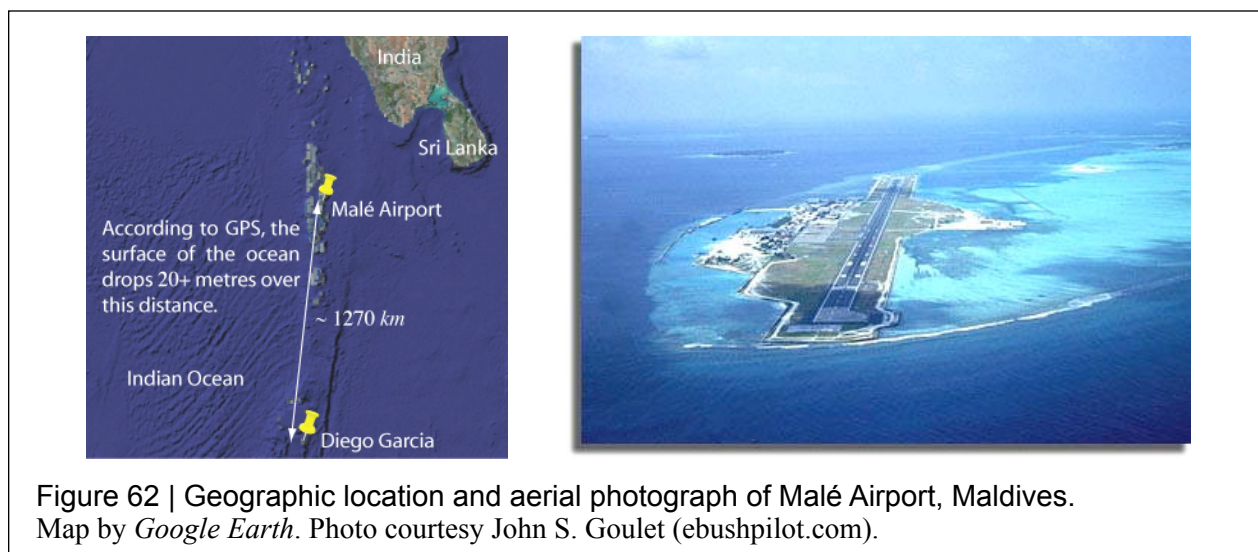 India
Sri Lanka
Malé Airport
According to GPS, the
surface of the ocean
drops 20+ metres over
this distance.
~ 1270 km
Indian Ocean
Diego Garcia
Figure 62 | Geographic location and aerial photograph of Malé Airport, Maldives.
Map by Google Earth. Photo courtesy John S. Goulet (ebushpilot.com).